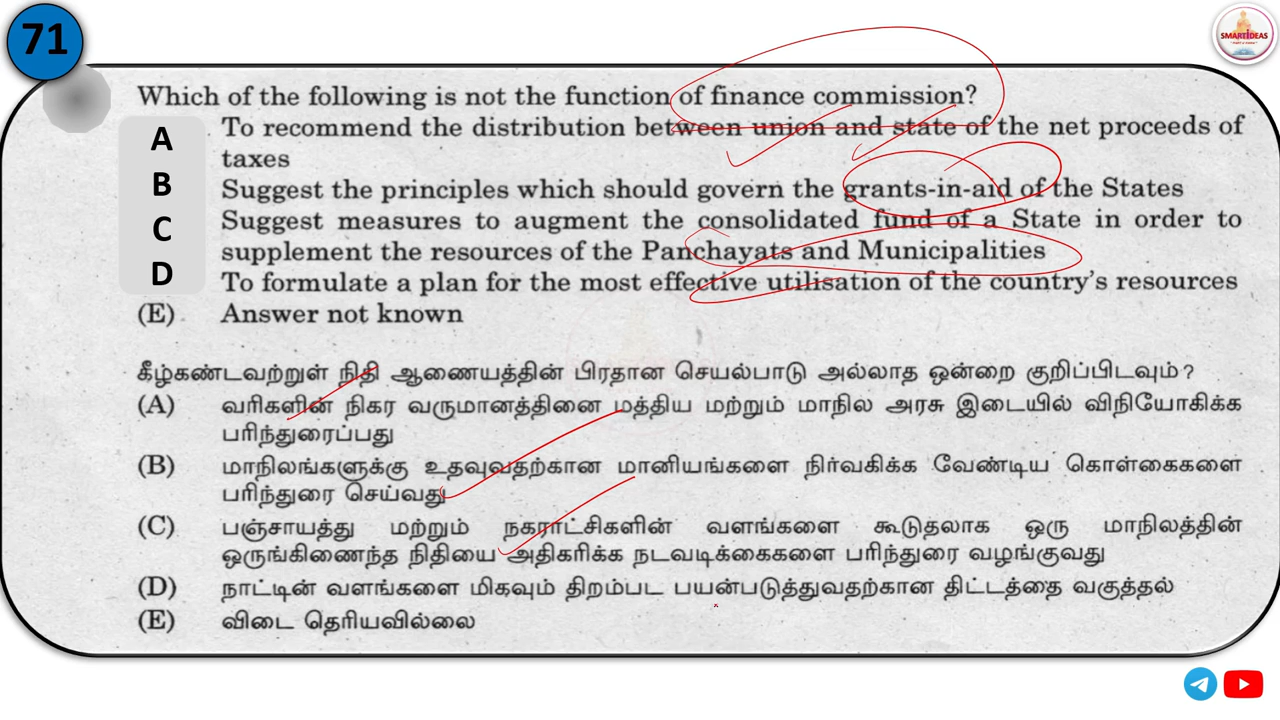 71
SMARTIDEAS
Which of the following is not the function of finance commission?
A To recommend the distribution between union and state of the net proceeds of
taxes
B Suggest the principles which should govern the grants-in-aid of the States
C Suggest measures to augment the consolidated fund of a State in order to
supplement the resources of the Panchayats and Municipalities
D To formulate a plan for the most effective utilisation of the country's resources
(E) Answer not known
கீழ்கண்டவற்றுள் நிதி ஆணையத்தின் பிரதான செயல்பாடு அல்லாத ஒன்றை குறிப்பிடவும்?
(A) வரிகளின் நிகர வருமானத்தினை மத்திய மற்றும் மாநில அரசு இடையில் விநியோகிக்க
பரிந்துரைப்பது
(B) மாநிலங்களுக்கு உதவுவதற்கான மானியங்களை நிர்வகிக்க வேண்டிய கொள்கைகளை
பரிந்துரை செய்வது
(C) பஞ்சாயத்து மற்றும் நகராட்சிகளின் வளங்களை கூடுதலாக ஒரு மாநிலத்தின்
ஒருங்கிணைந்த நிதியை அதிகரிக்க நடவடிக்கைகளை பரிந்துரை வழங்குவது
(D) நாட்டின் வளங்களை மிகவும் திறம்பட பயன்படுத்துவதற்கான திட்டத்தை வகுத்தல்
(E) விடை தெரியவில்லை